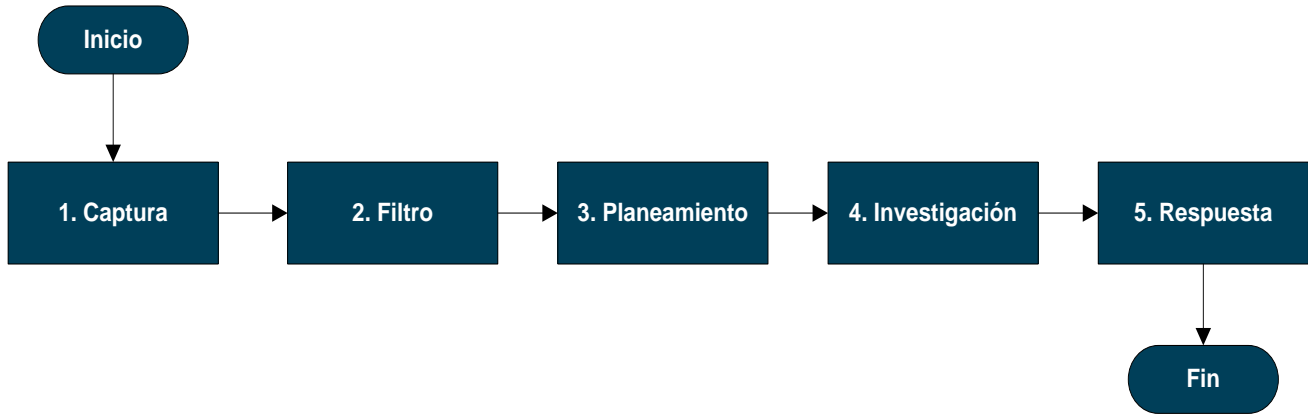 Inicio
1. Captura
2. Filtro
3. Planeamiento
4. Investigación
5. Respuesta
Fin